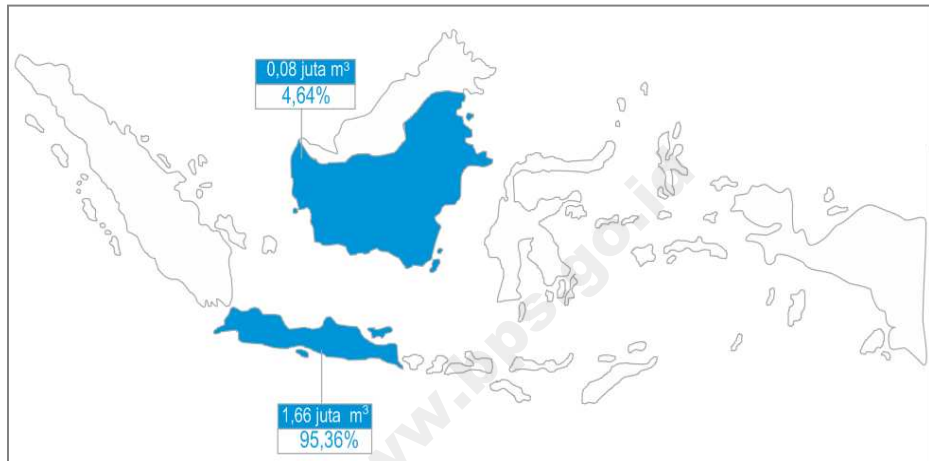 0,08 juta m³
4,64%
www.bps.go.id
1,66 juta m³
95,36%